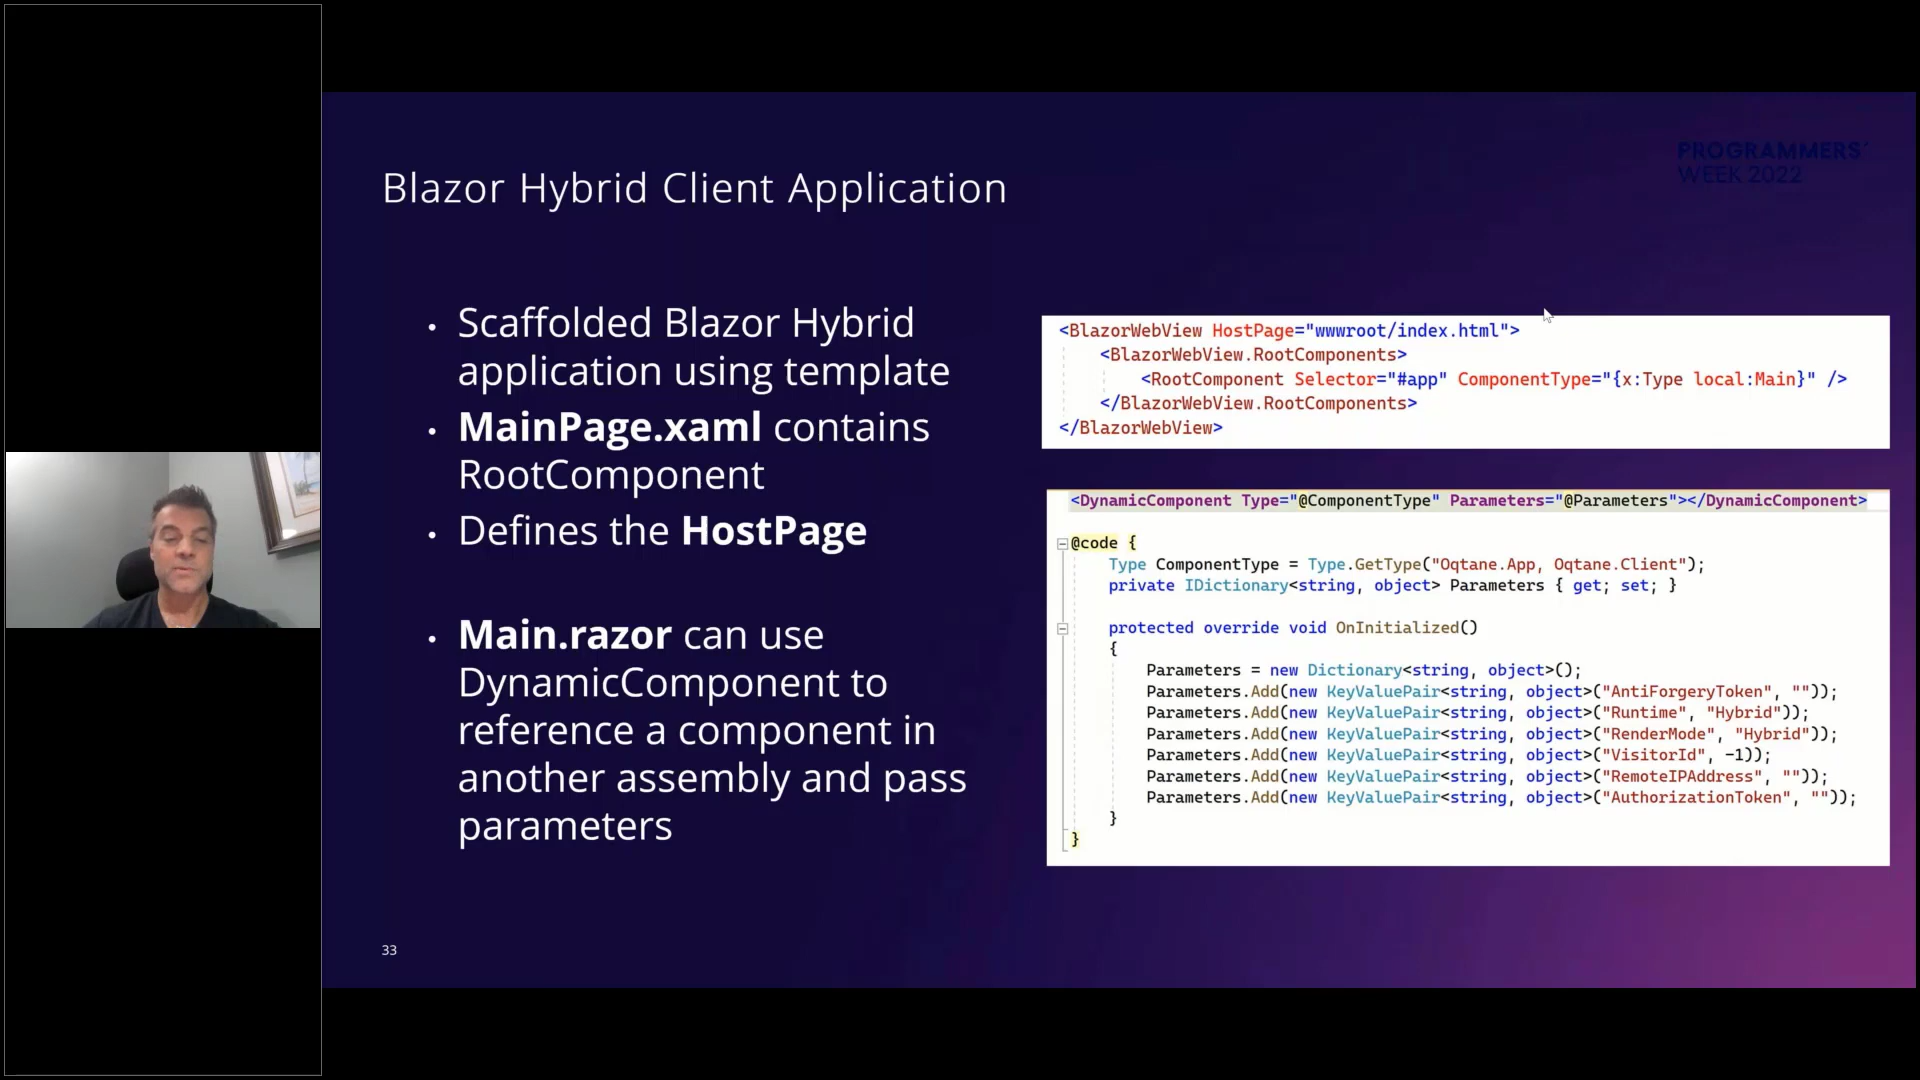 PROGRAMMERS'
WEEK 2022
Blazor Hybrid Client Application
• Scaffolded Blazor Hybrid
application using template
• MainPage.xaml contains
RootComponent
• Defines the HostPage
• Main.razor can use
DynamicComponent to
reference a component in
another assembly and pass
parameters
<BlazorWebView HostPage="wwwroot/index.html">
<BlazorWebView.RootComponents>
<RootComponent Selector="#app" ComponentType="{x:Type local:Main}" />
</BlazorWebView.RootComponents>
</BlazorWebView>
<DynamicComponent Type="@ComponentType" Parameters="@Parameters"></DynamicComponent>
@code {
Type ComponentType = Type.GetType("Oqtane.App, Oqtane.Client");
private IDictionary<string, object> Parameters { get; set; }
protected override void OnInitialized()
{
Parameters = new Dictionary<string, object>();
Parameters.Add(new KeyValuePair<string, object>("AntiForgeryToken", ""));
Parameters.Add(new KeyValuePair<string, object>("Runtime", "Hybrid"));
Parameters.Add(new KeyValuePair<string, object>("RenderMode", "Hybrid"));
Parameters.Add(new KeyValuePair<string, object>("VisitorId", -1));
Parameters.Add(new KeyValuePair<string, object>("RemoteIPAddress", ""));
Parameters.Add(new KeyValuePair<string, object>("AuthorizationToken", ""));
}
}
33